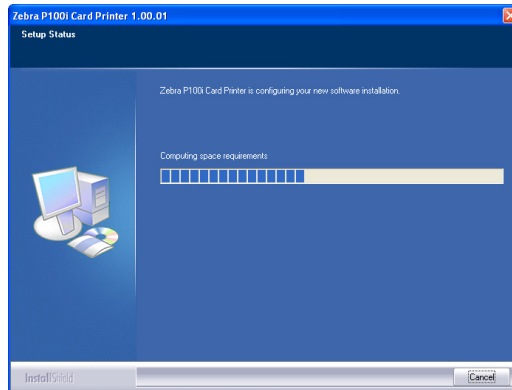 Zebra P100i Card Printer 1.00.01
Setup Status
Zebra P100i Card Printer is configuring your new software installation.
Computing space requirements
InstallShield
Cancel